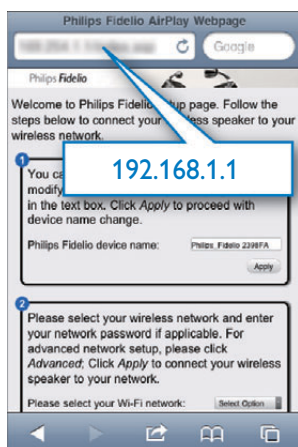 Philips Fidelio AirPlay Webpage
Google
Philips Fidelio
Welcome to Philips Fidelio
up page. Follow the
steps below to connect your
less speaker to your
wireless network.
192.168.1.1
1
You ca
modify
in the text box. Click Apply to proceed with
device name change.
Philips Fidelio device name: Philips_Fidelio 2398FA
Apply
2
Please select your wireless network and enter
your network password if applicable. For
advanced network setup, please click
Advanced; Click Apply to connect your wireless
speaker to your network.
Please select your Wi-Fi network: Select Option